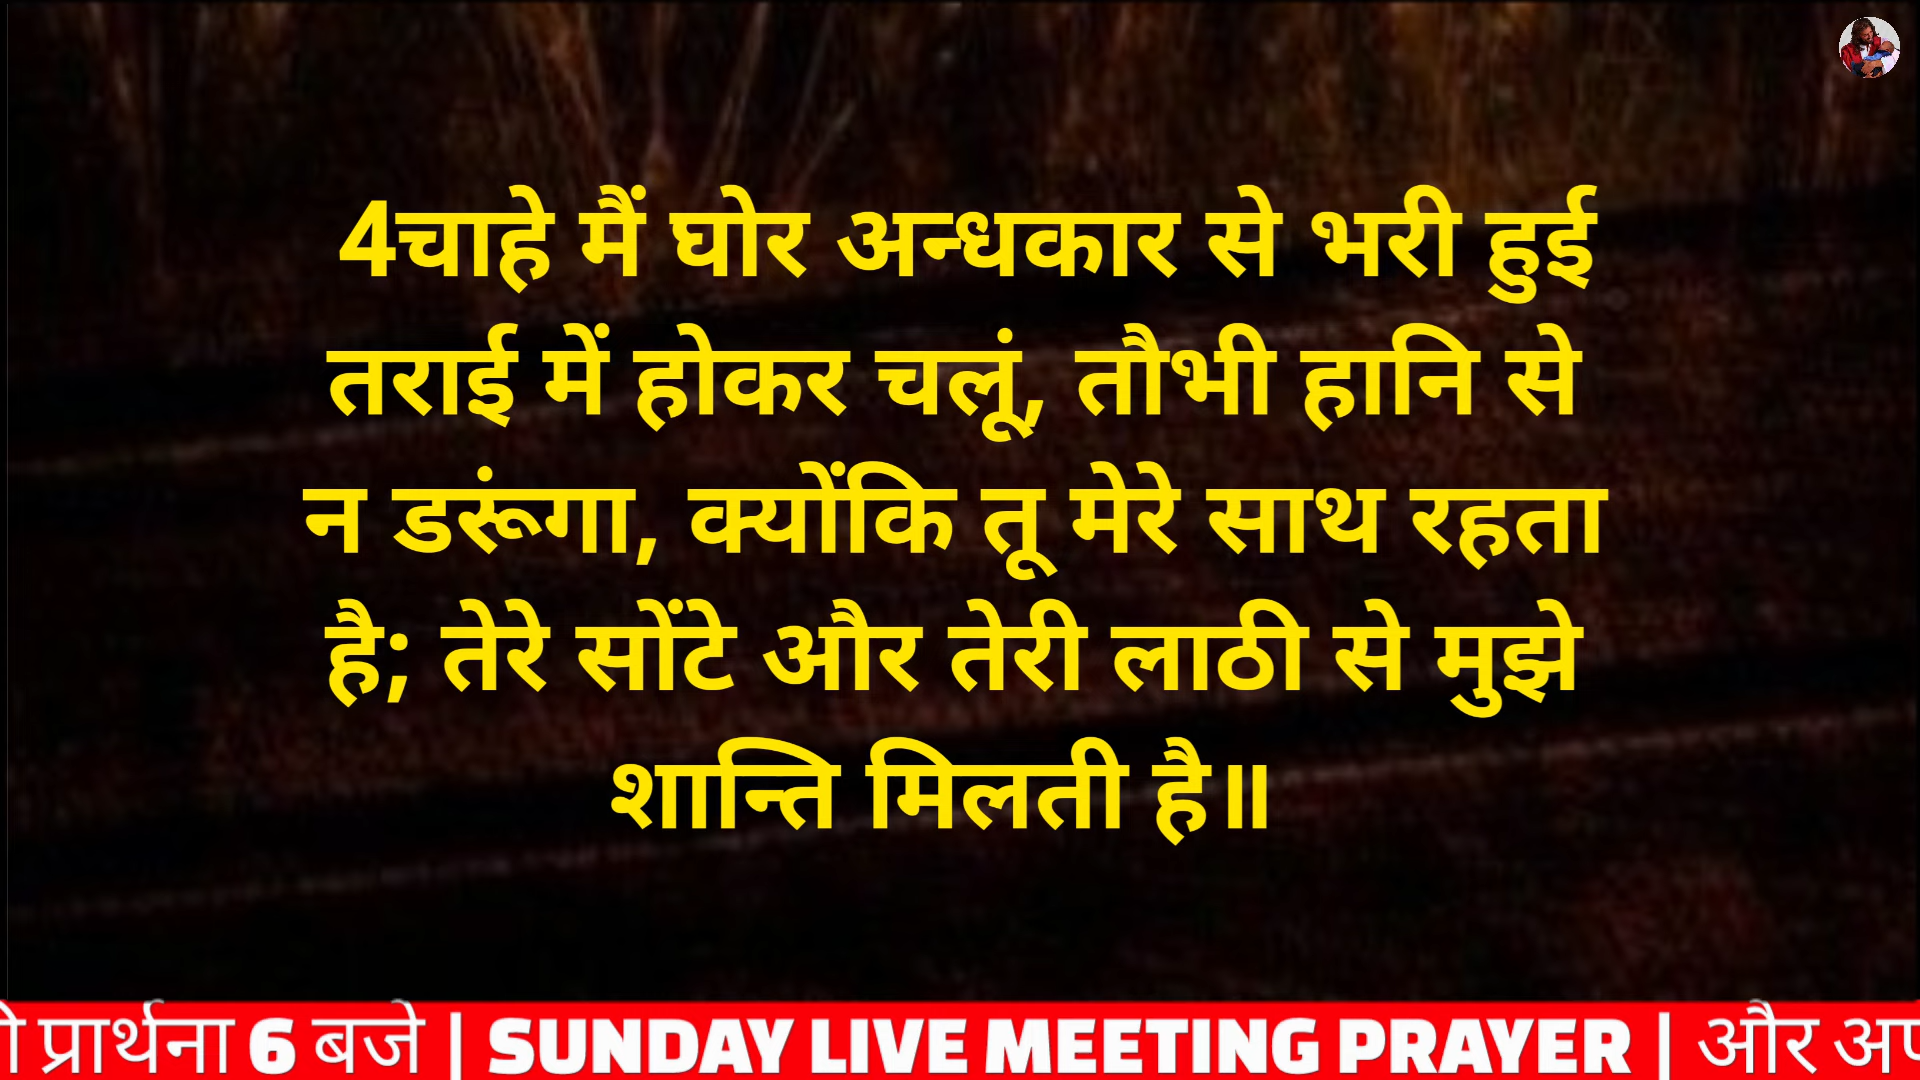 4चाहे मैं घोर अन्धकार से भरी हुई
तराई में होकर चलूं, तौभी हानि से
न डरूंगा, क्योंकि तू मेरे साथ रहता
है; तेरे सोंटे और तेरी लाठी से मुझे
शान्ति मिलती है॥
प्रार्थना 6 बजे | SUNDAY LIVE MEETING PRAYER | और